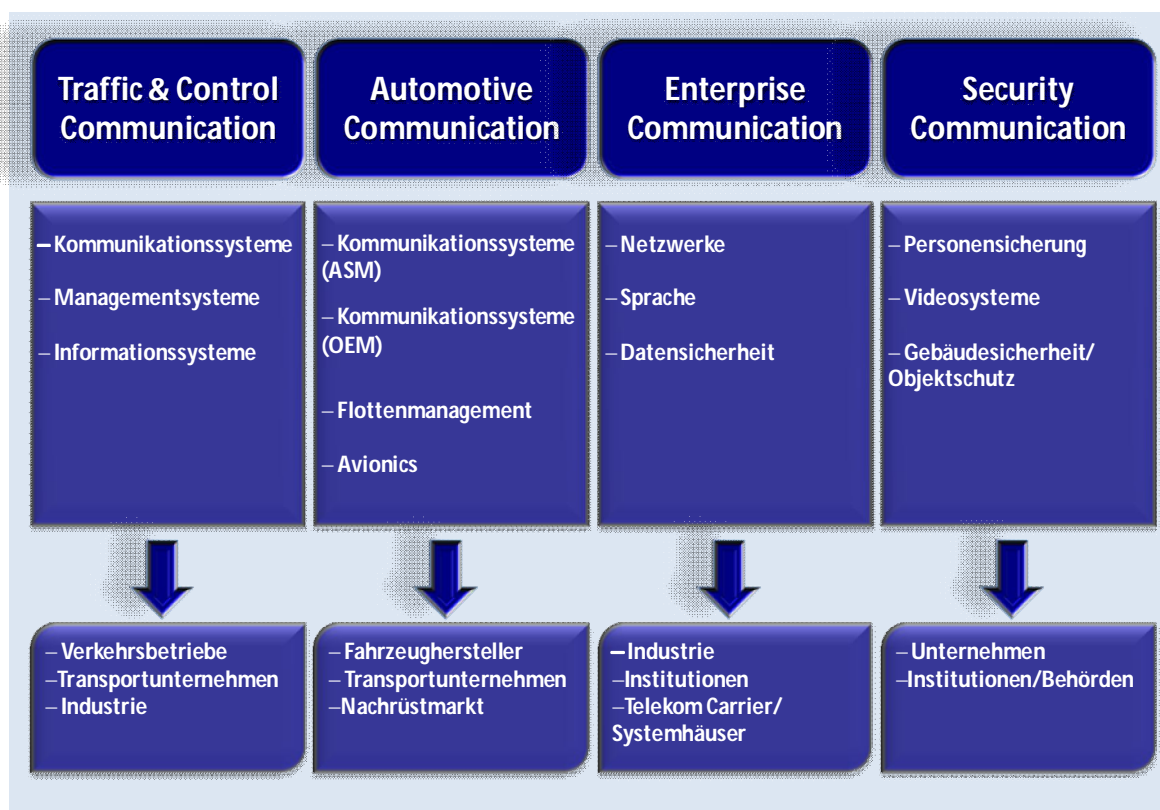 Traffic & Control
Communication
Automotive
Communication
Enterprise
Communication
Security
Communication
– Kommunikationssysteme
– Managementsysteme
– Informationssysteme
– Kommunikationssysteme
(ASM)
– Kommunikationssysteme
(OEM)
– Flottenmanagement
– Avionics
– Netzwerke
– Sprache
– Datensicherheit
– Personensicherung
– Videosysteme
– Gebäudesicherheit/
Objektschutz
– Verkehrsbetriebe
–Transportunternehmen
– Industrie
– Fahrzeughersteller
–Transportunternehmen
–Nachrüstmarkt
–Industrie
–Institutionen
–Telekom Carrier/
Systemhäuser
– Unternehmen
–Institutionen/Behörden